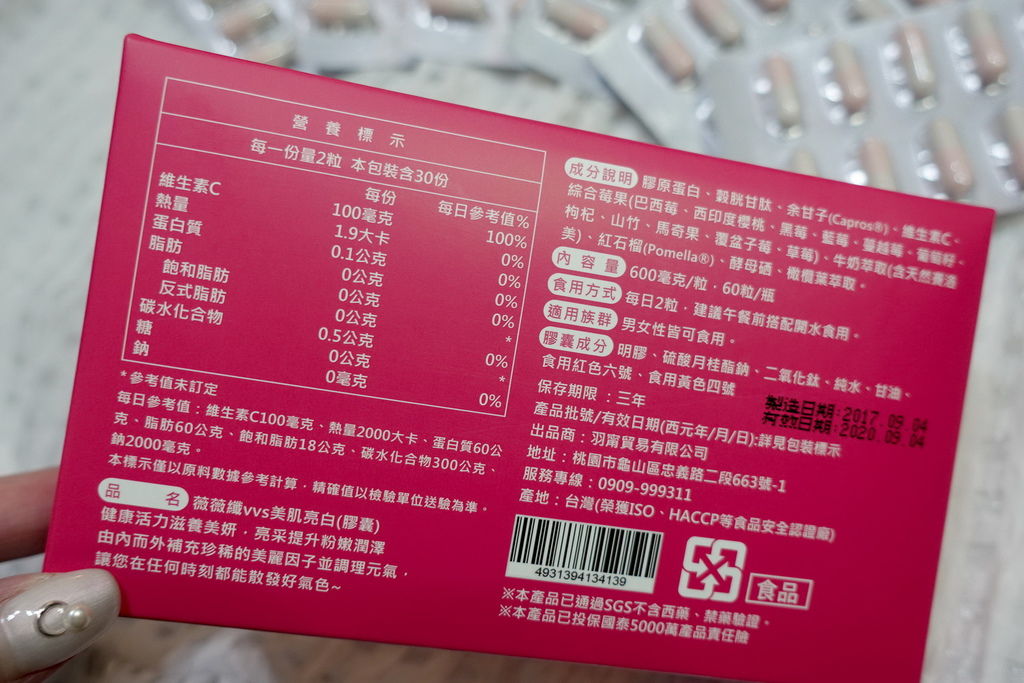 營養標示
每一份量2粒 本包裝含30份
每份 每日參考值%
維生素C 100毫克 100%
熱量 1.9大卡 0%
蛋白質 0.1公克 0%
脂肪 0公克 0%
飽和脂肪 0公克 0%
反式脂肪 0公克 *
碳水化合物 0.5公克 0%
糖 0公克 *
鈉 0毫克 0%
*參考值未訂定
每日參考值：維生素C100毫克、熱量2000大卡、蛋白質60公
克、脂肪60公克、飽和脂肪18公克、碳水化合物300公克、
鈉2000毫克。
本標示僅以原料數據參考計算，精確值以檢驗單位送驗為準。
品名 薇薇纖vvs美肌亮白(膠囊)
健康活力滋養美妍，亮采提升粉嫩潤澤
由內而外補充珍稀的美麗因子並調理元氣，
讓您在任何時刻都能散發好氣色~
成分說明 膠原蛋白、穀胱甘肽、余甘子(Capros®)、維生素C、
綜合莓果(巴西莓、西印度櫻桃、黑莓、藍莓、蔓越莓、葡萄籽、
枸杞、山竹、馬奇果、覆盆子莓、草莓)、牛奶萃取(含天然賽洛
美)、紅石榴(Pomella®)、酵母硒、橄欖葉萃取。
內容量 600毫克/粒，60粒/瓶
食用方式 每日2粒，建議午餐前搭配開水食用。
適用族群 男女性皆可食用。
膠囊成分 明膠、硫酸月桂酯鈉、二氧化鈦、純水、甘油、
食用紅色六號、食用黃色四號
保存期限：三年
製造日期:2017.09.04
有效日期:2020.09.04
產品批號/有效日期(西元年/月/日):詳見包裝標示
出品商：羽甯貿易有限公司
地址：桃園市龜山區忠義路二段663號-1
服務專線：0909-999311
產地：台灣(榮獲ISO、HACCP等食品安全認證廠)
4931394134139
食品
※本產品已通過SGS不含西藥、禁藥驗證。
※本產品已投保國泰5000萬產品責任險